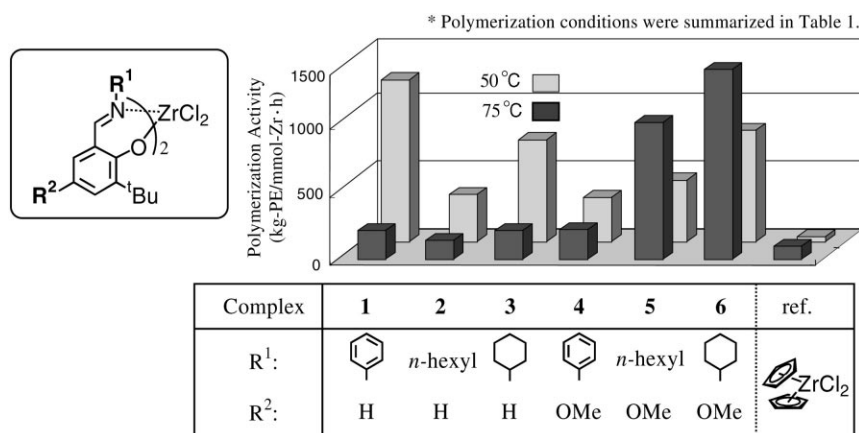 * Polymerization conditions were summarized in Table 1.
R¹
N
ZrCl₂
O
2
R²
ᵗBu
Polymerization Activity
(kg-PE/mmol-Zr·h)
1500
1000
500
0
50 °C
75 °C
Complex 1 2 3 4 5 6 ref.
R¹: n-hexyl n-hexyl ZrCl₂
R²: H H H OMe OMe OMe